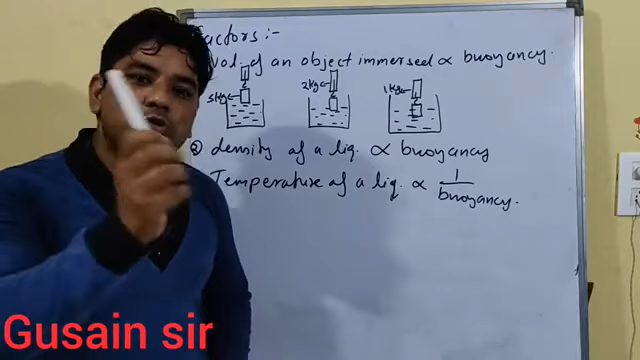 Factors :-
Vol. of an object immersed ∝ buoyancy.
5kg 2kg 1kg
② density of a liq. ∝ buoyancy
Temperature of a liq. ∝ 1/buoyancy.
Gusain sir